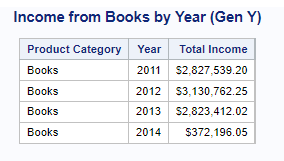 Income from Books by Year (Gen Y)
Product Category Year Total Income
Books 2011 $2,827,539.20
Books 2012 $3,130,762.25
Books 2013 $2,823,412.02
Books 2014 $372,196.05